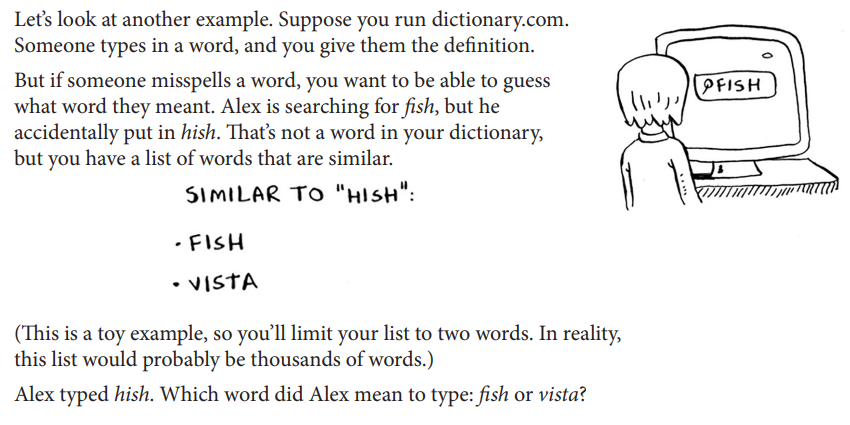 Let's look at another example. Suppose you run dictionary.com.
Someone types in a word, and you give them the definition.
But if someone misspells a word, you want to be able to guess
what word they meant. Alex is searching for fish, but he
accidentally put in hish. That's not a word in your dictionary,
but you have a list of words that are similar.
FISH
SIMILAR TO "HISH":
• FISH
• VISTA
(This is a toy example, so you'll limit your list to two words. In reality,
this list would probably be thousands of words.)
Alex typed hish. Which word did Alex mean to type: fish or vista?